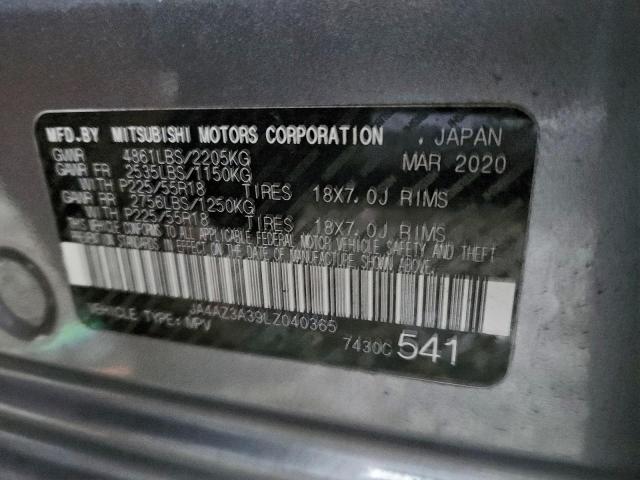 MFD.BY MITSUBISHI MOTORS CORPORATION , JAPAN
GVWR 4861LBS/2205KG MAR 2020
GAWR FR 2535LBS/1150KG
WITH P225/55R18 TIRES 18X7.0J RIMS
GAWR RR 2756LBS/1250KG
WITH P225/55R18 TIRES 18X7.0J RIMS
THIS VEHICLE CONFORMS TO ALL APPLICABLE FEDERAL MOTOR VEHICLE SAFETY AND THEFT
PREVENTION STANDARDS IN EFFECT ON THE DATE OF MANUFACTURE SHOWN ABOVE.
JA4AZ3A39LZ040365
VEHICLE TYPE: MPV
7430C 541